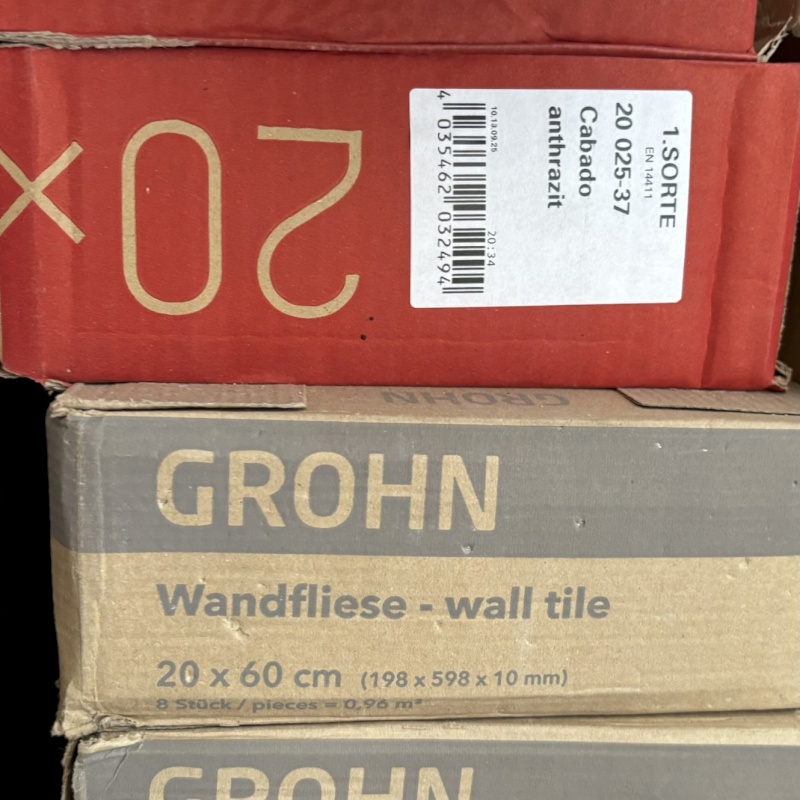 20x
1.SORTE
EN 14411
20 025-37
Cabado
anthrazit
10.13.09.25
20:34
4 035462 032494
GROHN
GROHN
Wandfliese - wall tile
20 x 60 cm (198 x 598 x 10 mm)
8 Stück / pieces = 0,96 m²
GROHN